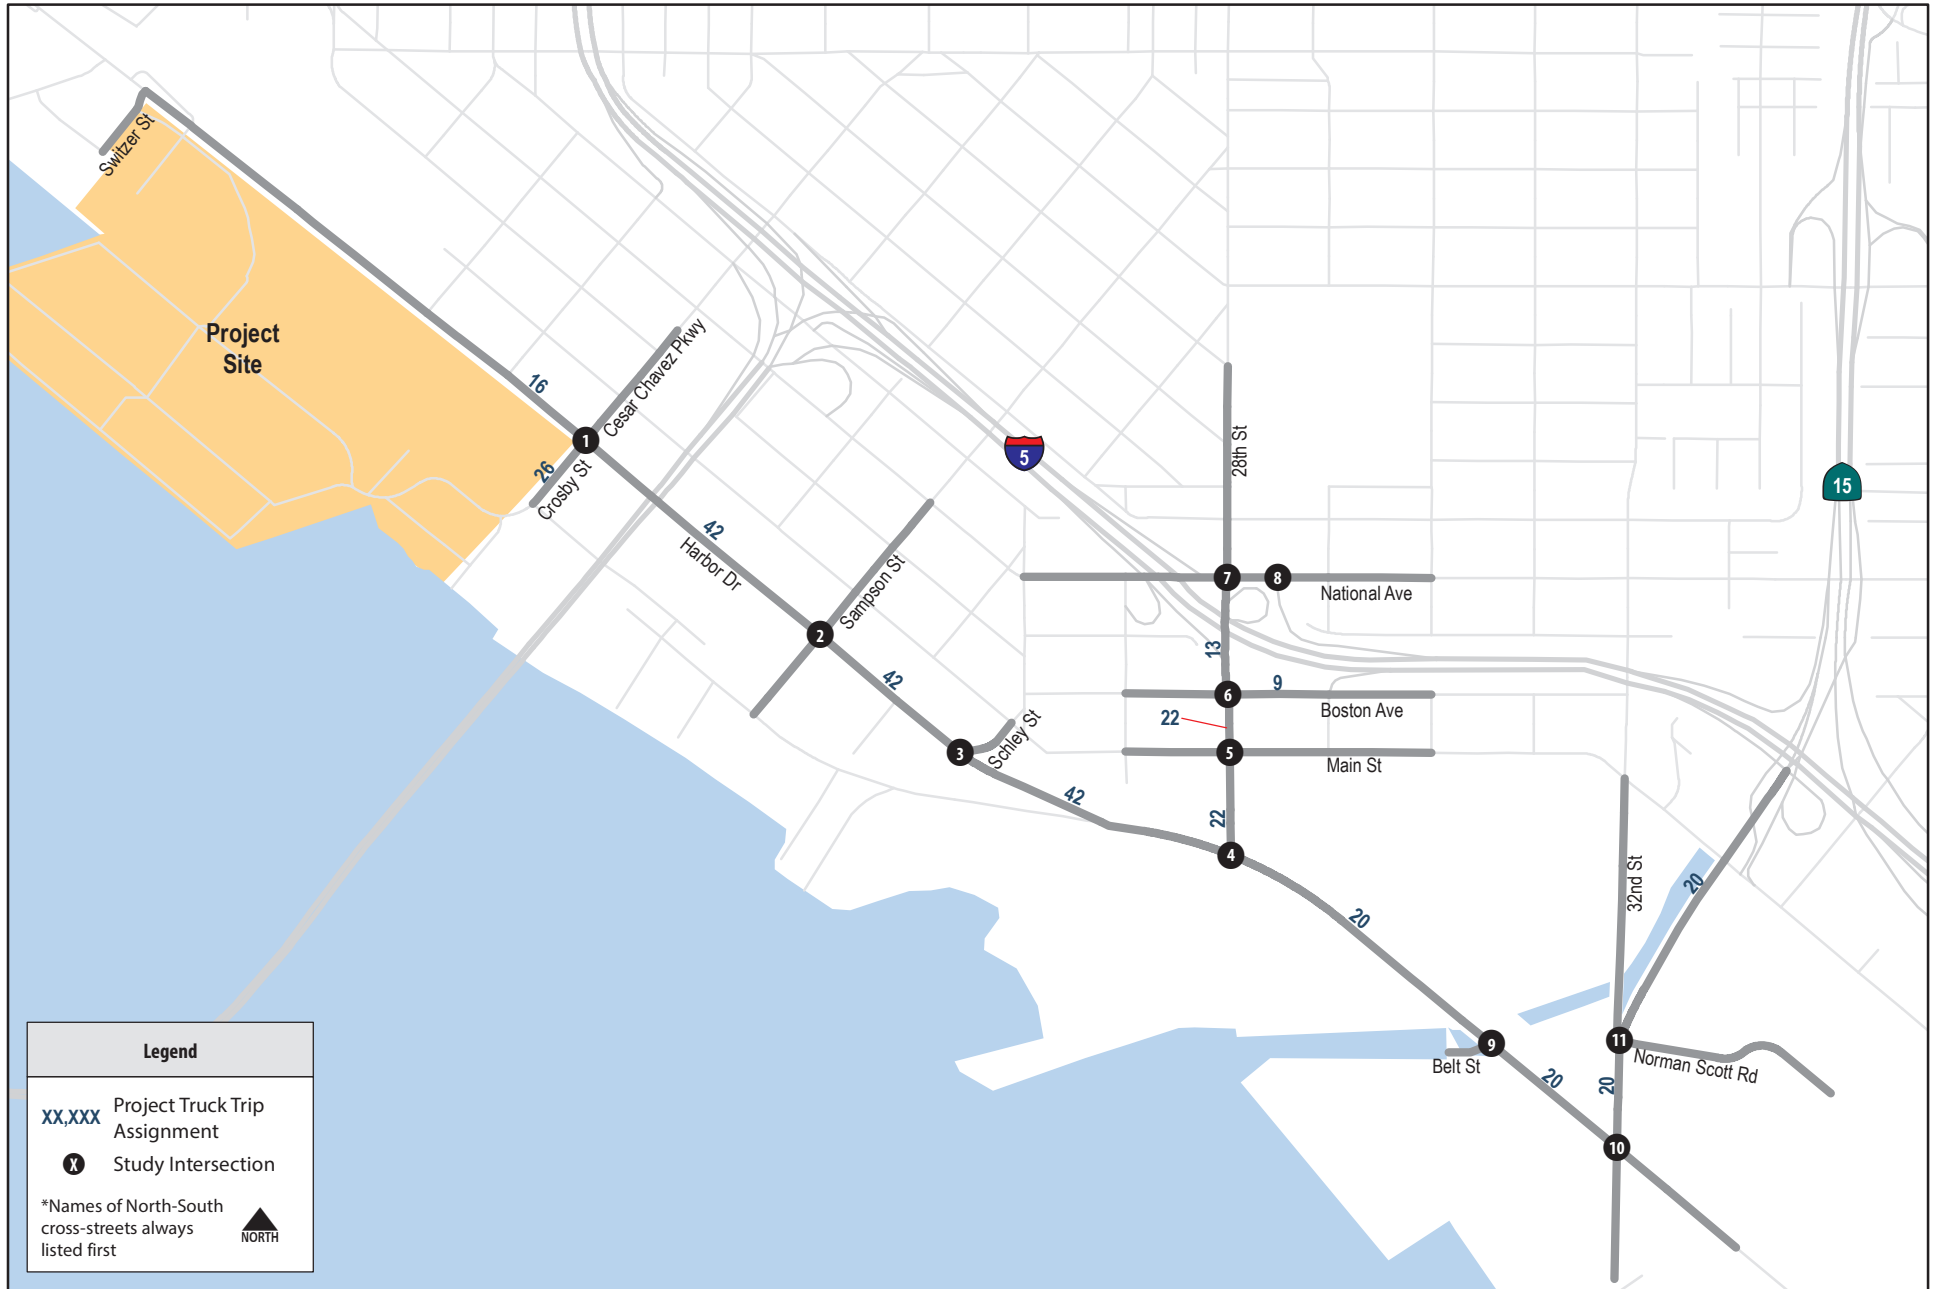 Switzer St
Project
Site
16
Cesar Chavez Pkwy
1
26
Crosby St
42
Harbor Dr
Sampson St
2
42
3
Schley St
42
5
28th St
7
8
National Ave
13
9
6
Boston Ave
22
5
Main St
22
4
15
20
32nd St
20
9
Belt St
20
11
Norman Scott Rd
20
10
Legend
XX,XXX
Project Truck Trip
Assignment
X
Study Intersection
*Names of North-South
cross-streets always
listed first
NORTH